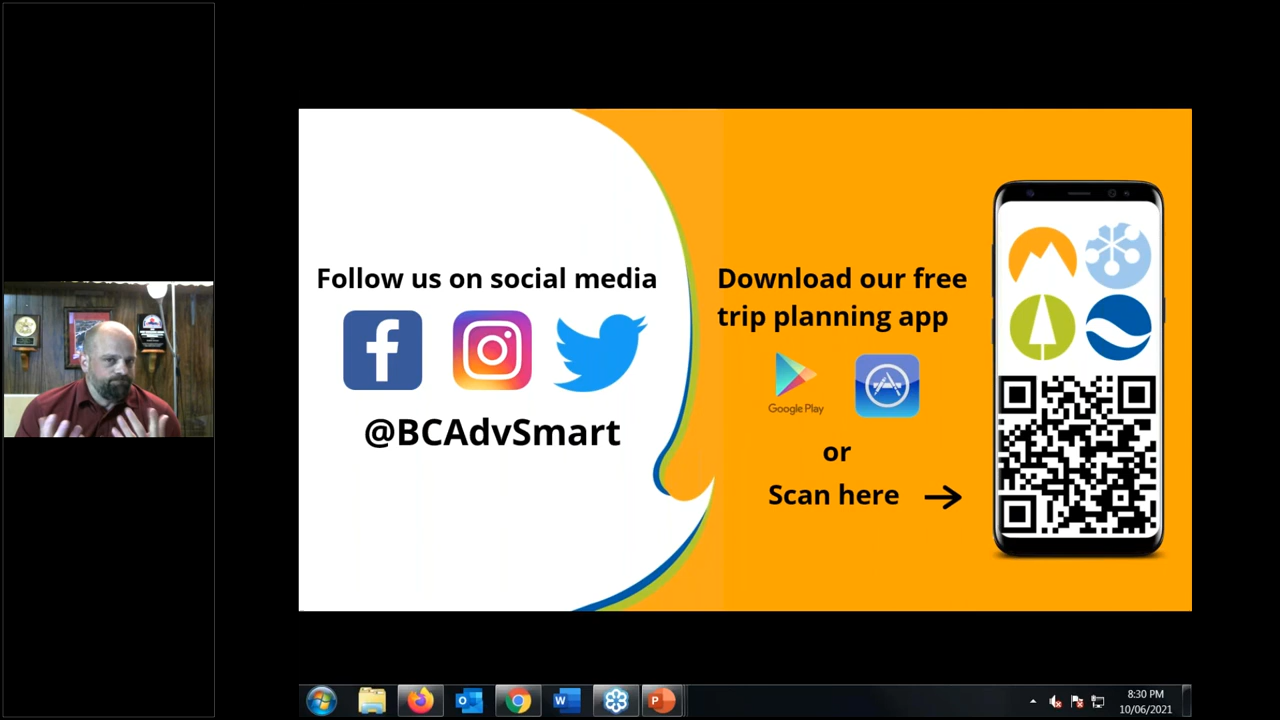 Follow us on social media
@BCAdvSmart
Download our free
trip planning app
Google Play
or
Scan here
8:30 PM
10/06/2021